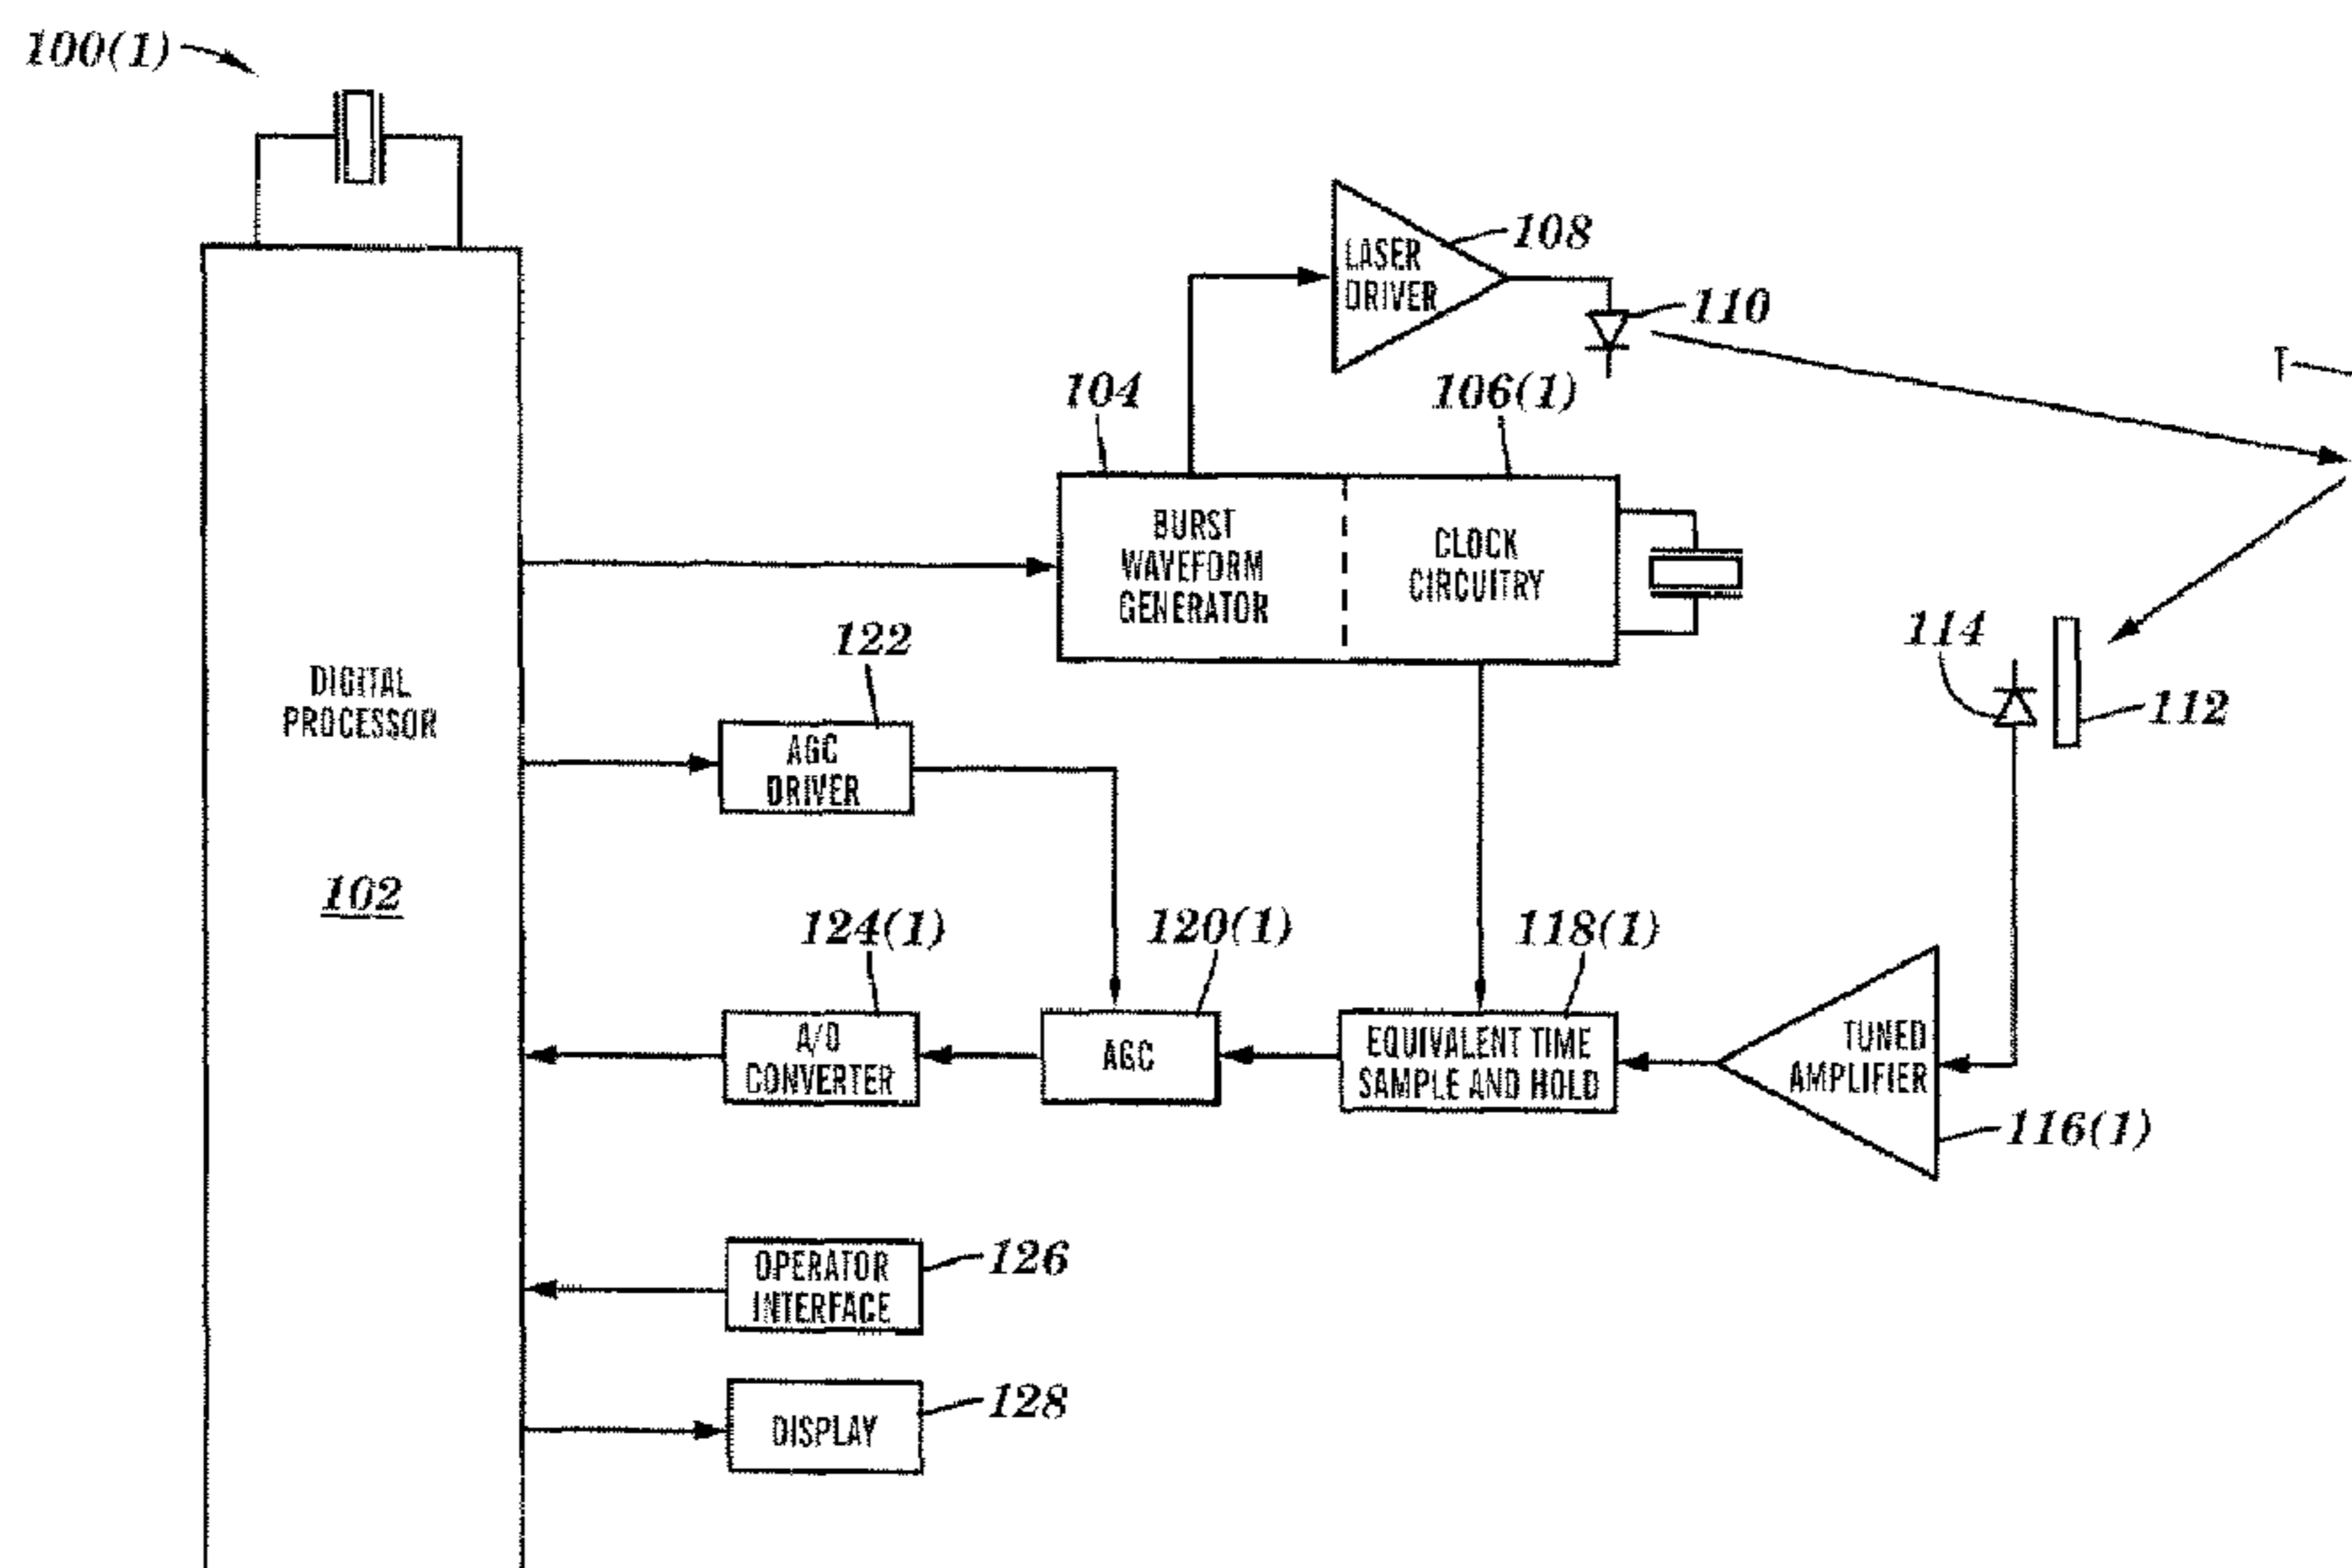 100(1)
LASER
DRIVER
108
110
T
104
106(1)
BURST
WAVEFORM
GENERATOR
CLOCK
CIRCUITRY
114
112
122
DIGITAL
PROCESSOR
AGC
DRIVER
102
124(1)
120(1)
118(1)
A/D
CONVERTER
AGC
EQUIVALENT TIME
SAMPLE AND HOLD
TUNED
AMPLIFIER
116(1)
OPERATOR
INTERFACE
126
DISPLAY
128